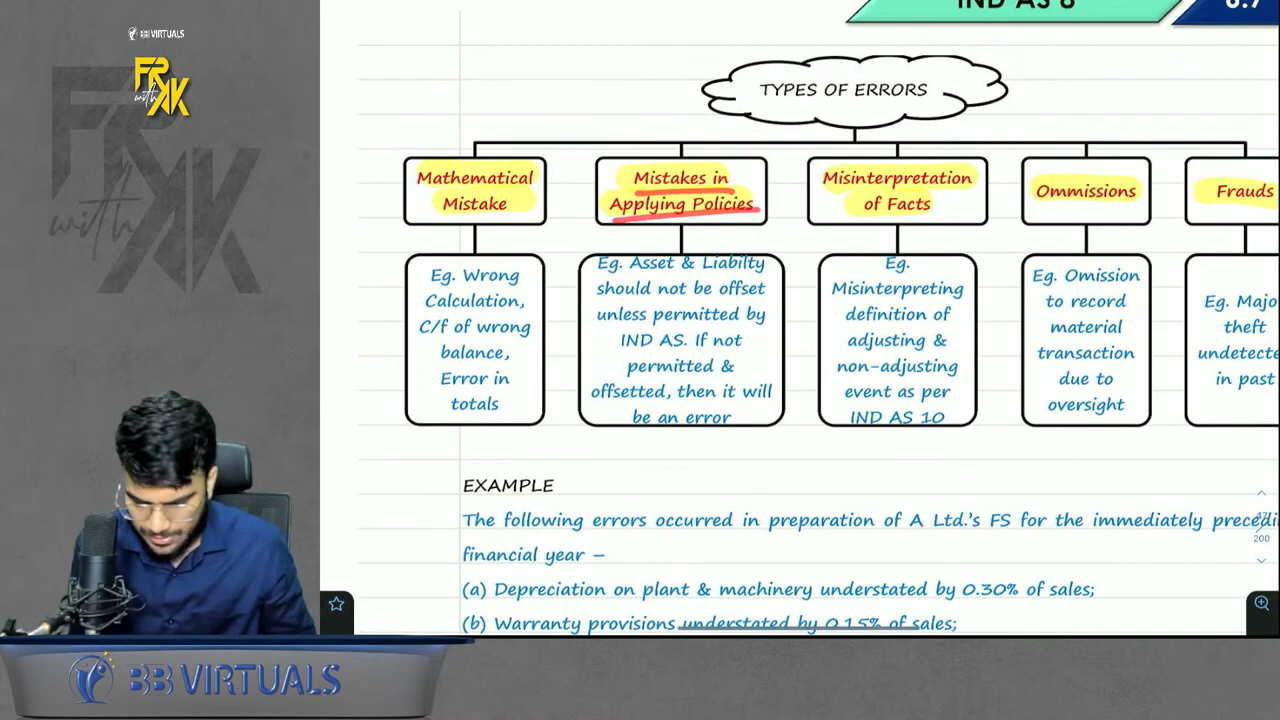 BB VIRTUALS
FR
with
AK
FR
with
AK
IND AS 8
6.7
TYPES OF ERRORS
Mathematical
Mistake
Mistakes in
Applying Policies
Misinterpretation
of Facts
Ommissions
Frauds
Eg. Wrong
Calculation,
C/f of wrong
balance,
Error in
totals
Eg. Asset & Liabilty
should not be offset
unless permitted by
IND AS. If not
permitted &
offsetted, then it will
be an error
Eg.
Misinterpreting
definition of
adjusting &
non-adjusting
event as per
IND AS 10
Eg. Omission
to record
material
transaction
due to
oversight
Eg. Majo
theft
undetecte
in past
EXAMPLE
The following errors occurred in preparation of A Ltd.'s FS for the immediately precedi
financial year –
(a) Depreciation on plant & machinery understated by 0.30% of sales;
(b) Warranty provisions understated by 0.15% of sales;
200
BB VIRTUALS